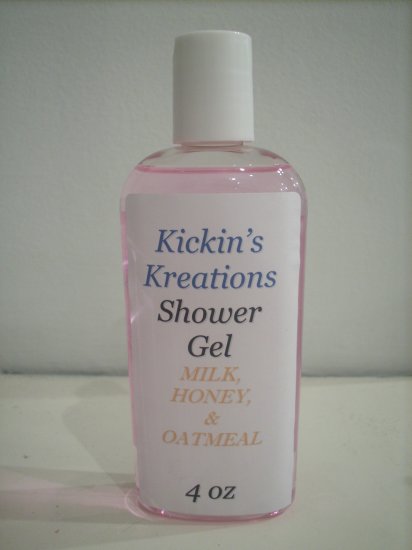 Kickin's
Kreations
Shower
Gel
MILK,
HONEY,
&
OATMEAL
4 oz